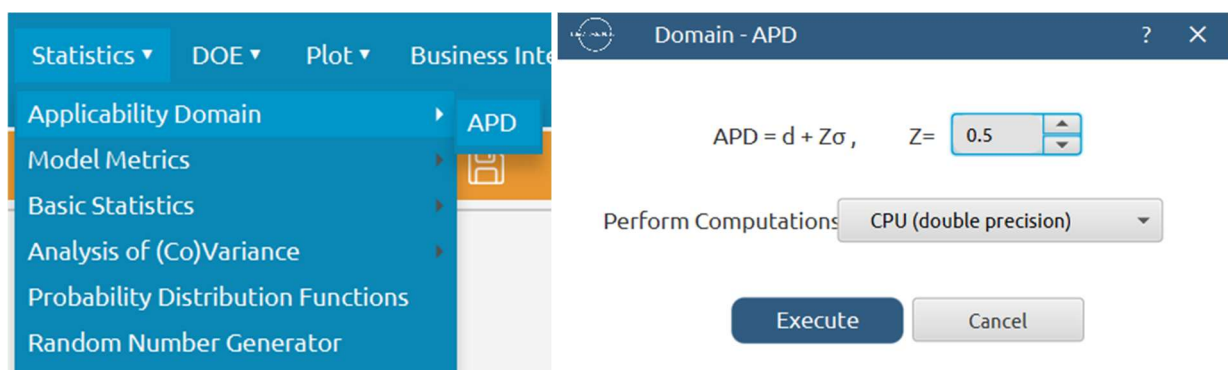 Statistics ▾ DOE ▾ Plot ▾ Business Inte
Applicability Domain
APD
Model Metrics
Basic Statistics
Analysis of (Co)Variance
Probability Distribution Functions
Random Number Generator
Domain - APD ? ×
APD = d + Zσ , Z= 0.5
Perform Computations CPU (double precision)
Execute Cancel